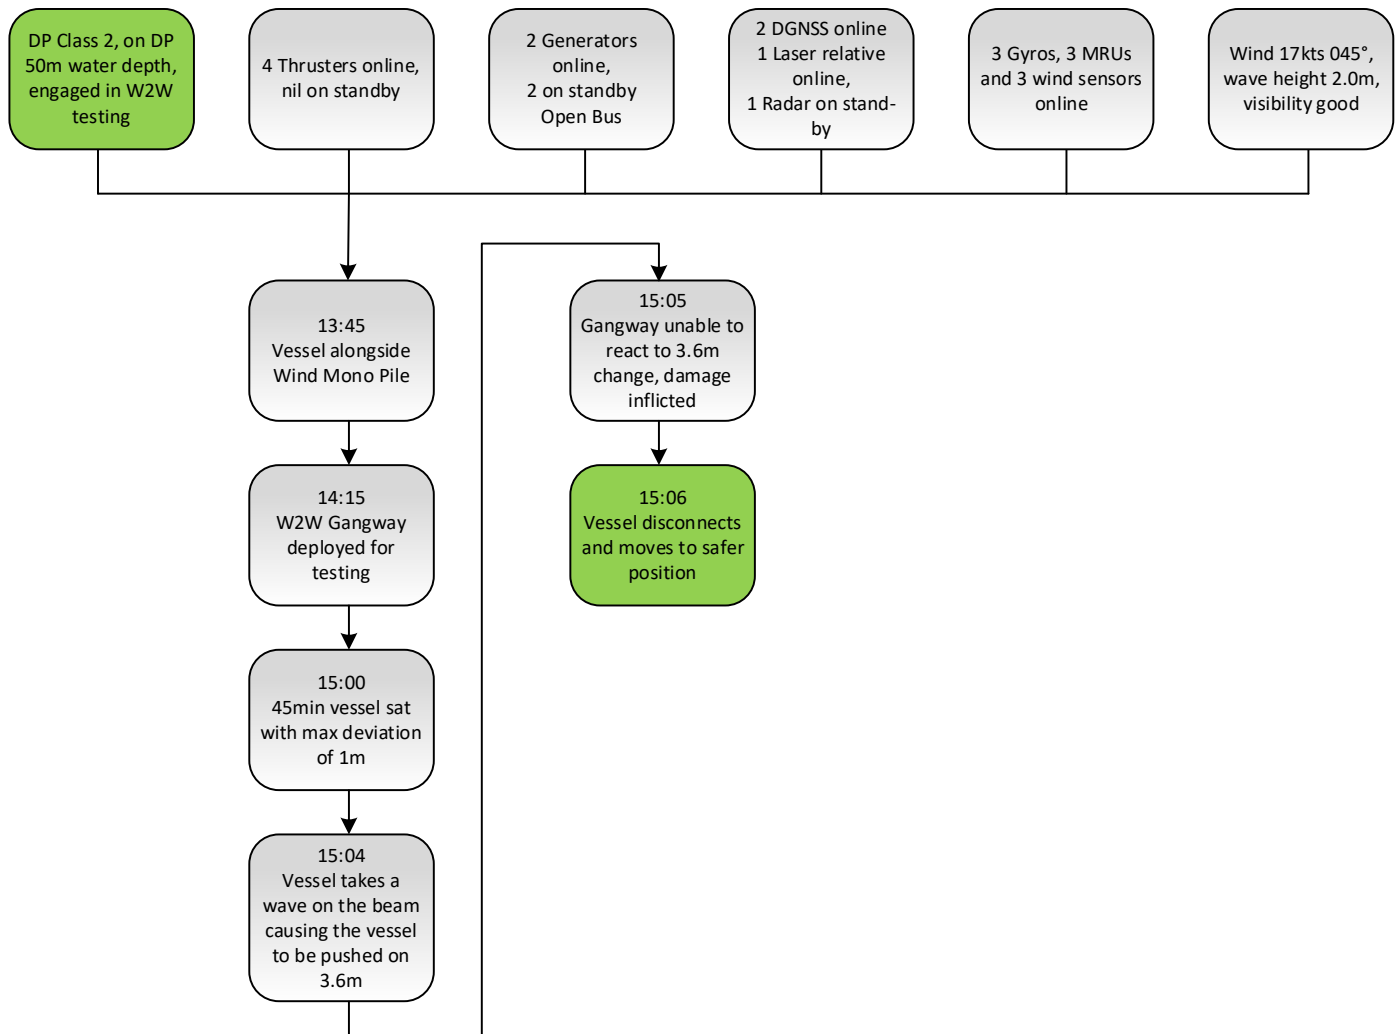 DP Class 2, on DP
50m water depth,
engaged in W2W
testing
4 Thrusters online,
nil on standby
2 Generators
online,
2 on standby
Open Bus
2 DGNSS online
1 Laser relative
online,
1 Radar on stand-
by
3 Gyros, 3 MRUs
and 3 wind sensors
online
Wind 17kts 045°,
wave height 2.0m,
visibility good
13:45
Vessel alongside
Wind Mono Pile
14:15
W2W Gangway
deployed for
testing
15:00
45min vessel sat
with max deviation
of 1m
15:04
Vessel takes a
wave on the beam
causing the vessel
to be pushed on
3.6m
15:05
Gangway unable to
react to 3.6m
change, damage
inflicted
15:06
Vessel disconnects
and moves to safer
position